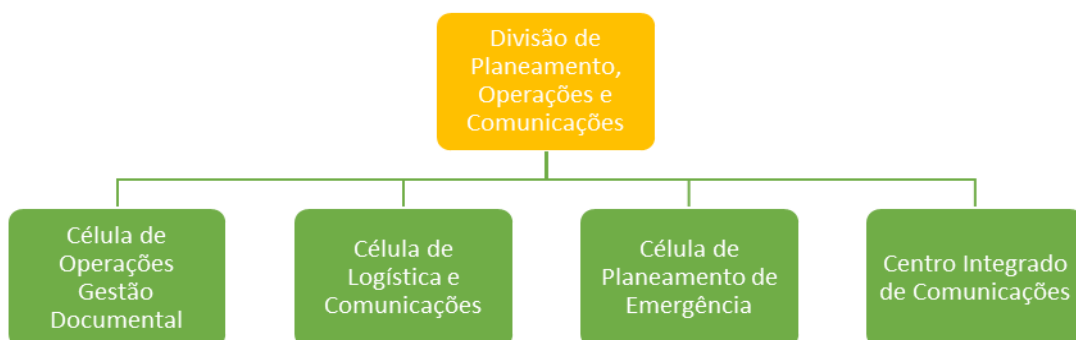 Divisão de
Planeamento,
Operações e
Comunicações
Célula de
Operações
Gestão
Documental
Célula de
Logística e
Comunicações
Célula de
Planeamento de
Emergência
Centro Integrado
de Comunicações